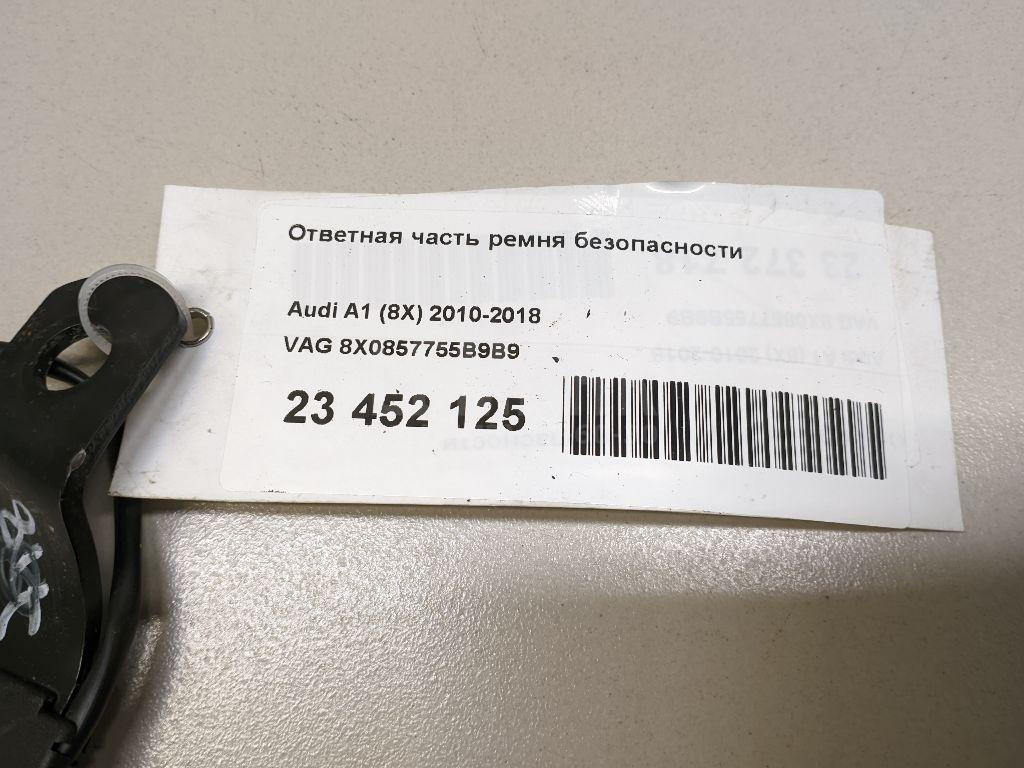 Ответная часть ремня безопасности
Audi A1 (8X) 2010-2018
VAG 8X0857755B9B9
23 452 125